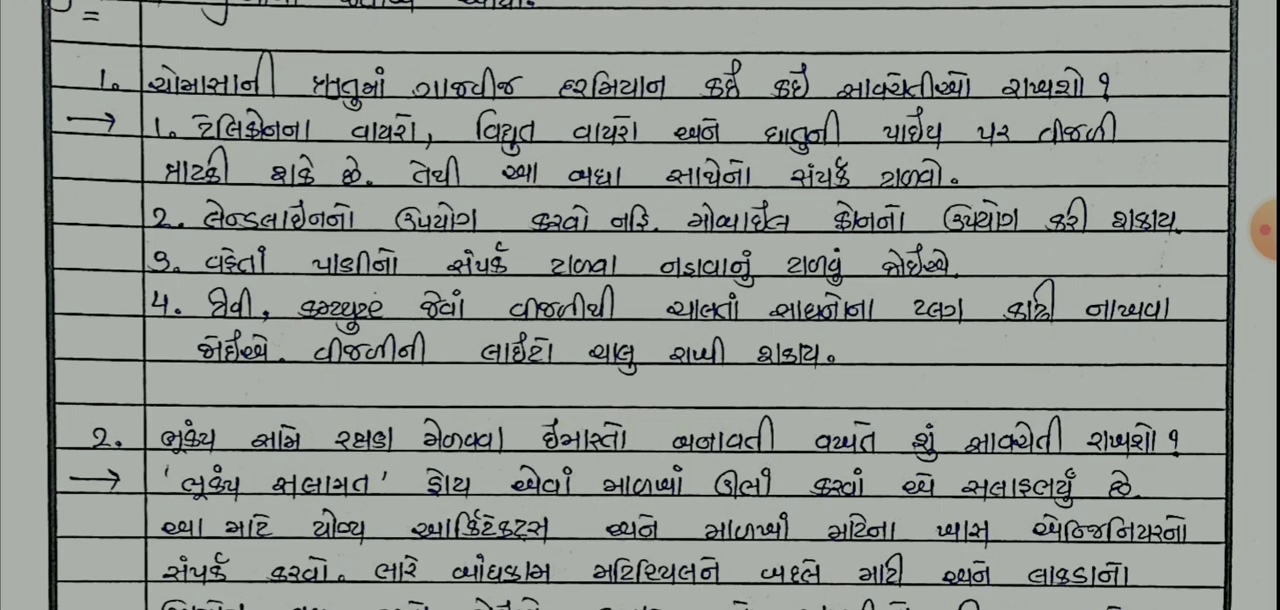 1. ચોમાસાની ઋતુમાં ગાજવીજ દરમિયાન કઈ કઈ સાવચેતીઓ રાખશો ?
→ 1. ટેલિફોનના વાયરો, વિદ્યુત વાયરો અને ધાતુની પાઈપ પર વીજળી
ત્રાટકી શકે છે. તેથી આ બધા સાથેનો સંપર્ક ટાળવો.
2. લેન્ડલાઈનનો ઉપયોગ કરવો નહિ. મોબાઈલ ફોનનો ઉપયોગ કરી શકાય.
3. વહેતાં પાણીનો સંપર્ક ટાળવા નહાવાનું ટાળવું જોઈએ.
4. ટીવી, કમ્પ્યુટર જેવાં વીજળીથી ચાલતાં સાધનોના પ્લગ કાઢી નાખવા
જોઈએ. વીજળીની લાઈટો ચાલુ રાખી શકાય.
2. ભૂકંપ સામે રક્ષણ મેળવવા ઈમારતો બનાવતી વખતે શું સાવચેતી રાખશો ?
→ 'ભૂકંપ સલામત' હોય એવાં માળખાં ઊભાં કરવાં એ સલાહભર્યું છે.
આ માટે યોગ્ય આર્કિટેક્ટ્સ અને માળખાં માટેના ખાસ એન્જિનિયરનો
સંપર્ક કરવો. ભારે બાંધકામ મટિરિયલને બદલે માટી અને લાકડાનો